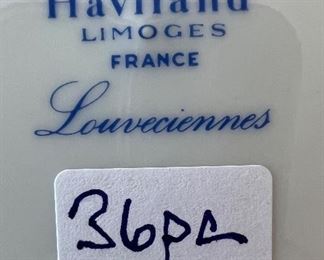 Haviland
LIMOGES
FRANCE
Louveciennes
36pc